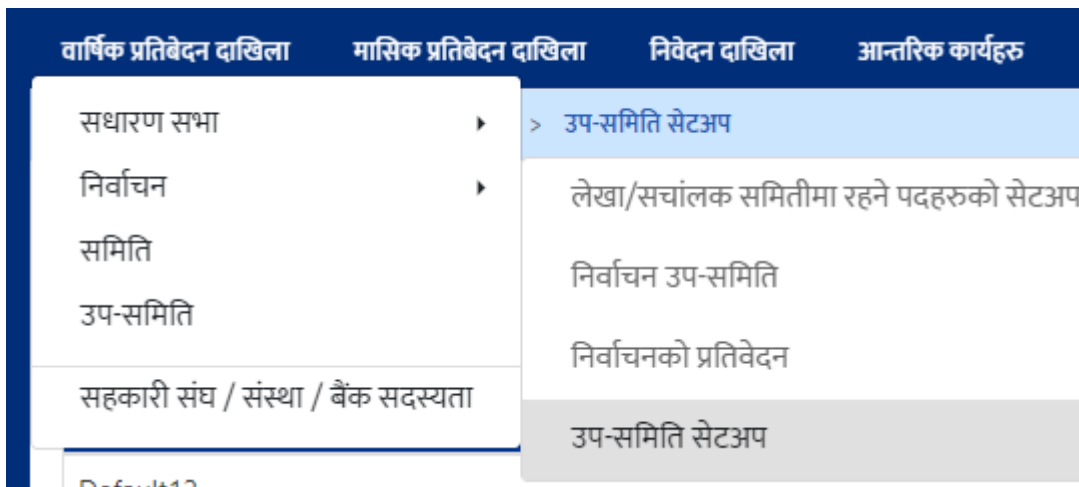 वार्षिक प्रतिबेदन दाखिला मासिक प्रतिबेदन दाखिला निवेदन दाखिला आन्तरिक कार्यहरु
सधारण सभा
निर्वाचन
समिति
उप-समिति
सहकारी संघ / संस्था / बैंक सदस्यता
> उप-समिति सेटअप
लेखा/सचांलक समितीमा रहने पदहरुको सेटअप
निर्वाचन उप-समिति
निर्वाचनको प्रतिवेदन
उप-समिति सेटअप